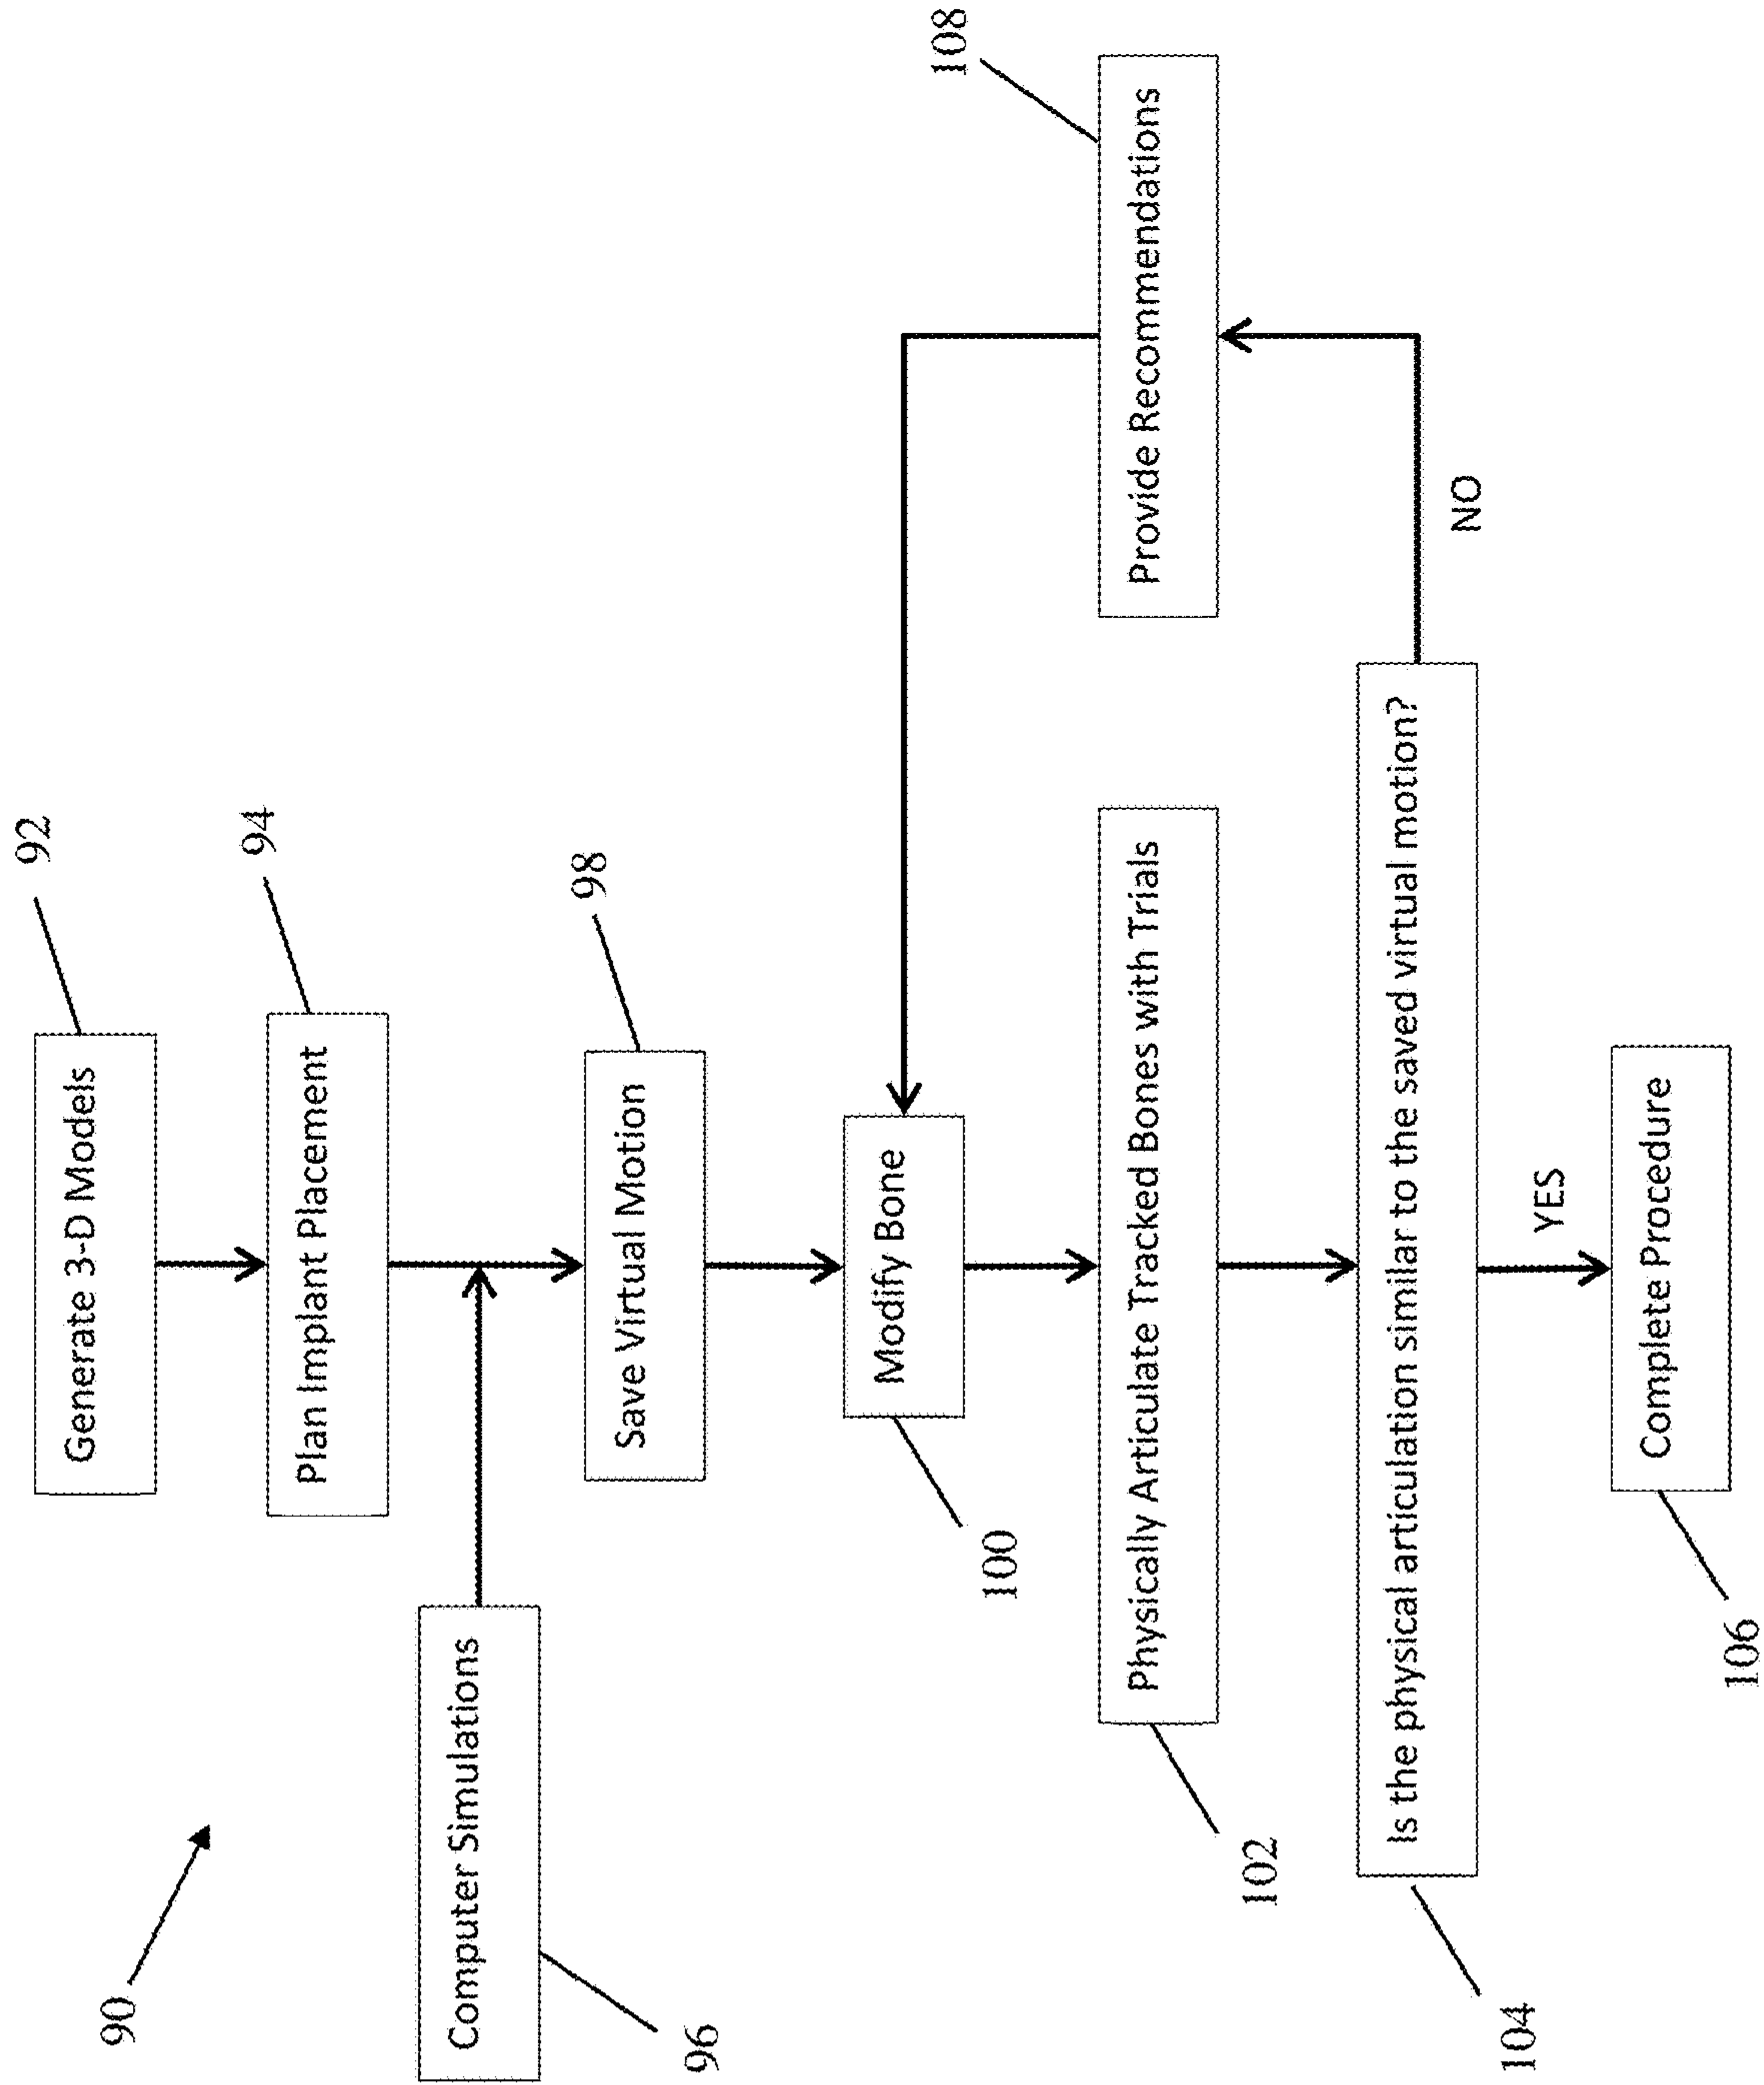 90
Generate 3-D Models
92
Plan Implant Placement
94
Computer Simulations
96
Save Virtual Motion
98
Modify Bone
100
Physically Articulate Tracked Bones with Trials
102
Provide Recommendations
108
Is the physical articulation similar to the saved virtual motion?
104
NO
YES
Complete Procedure
106